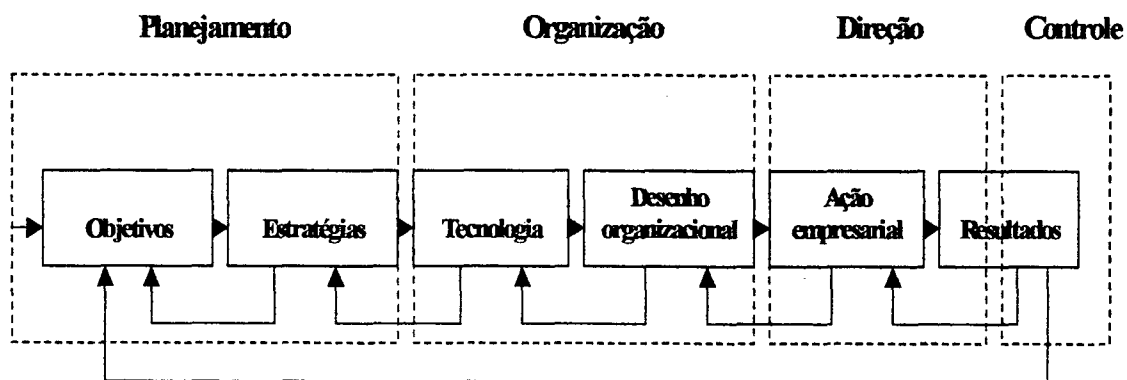 Planejamento Organização Direção Controle
Objetivos
Estratégias
Tecnologia
Desenho
organizacional
Ação
empresarial
Resultados